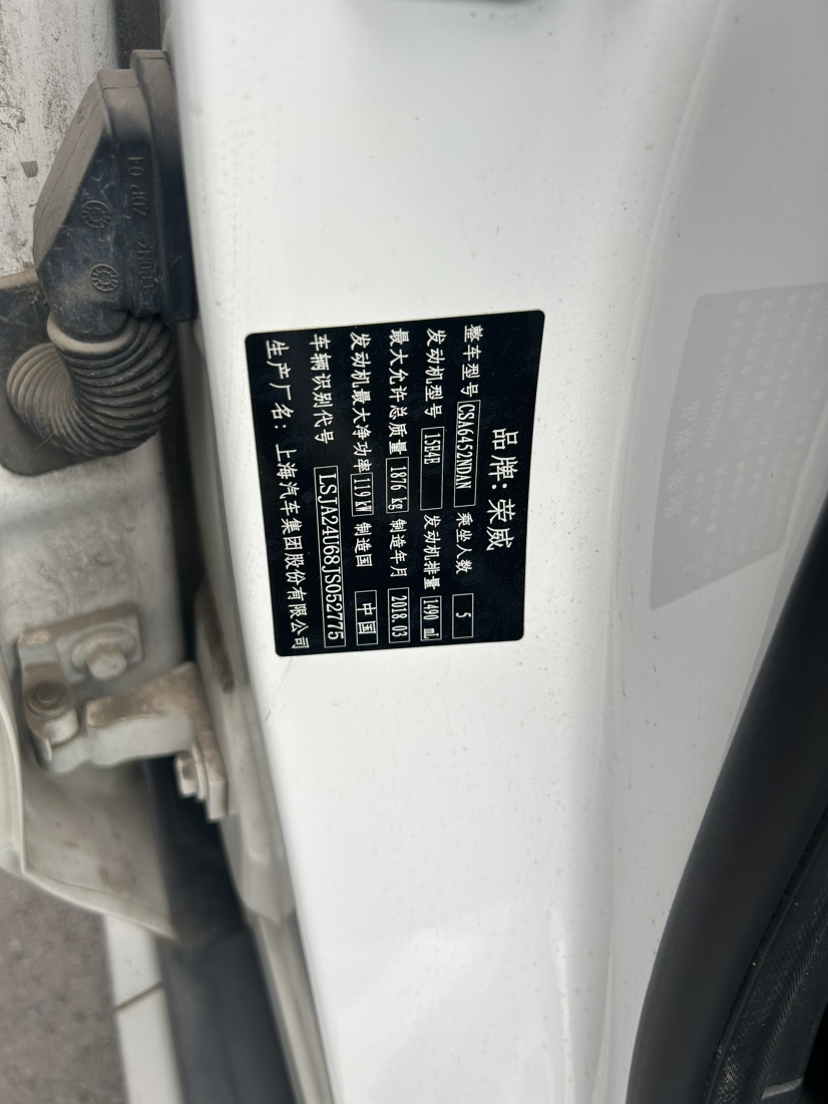 品牌: 荣威
整车型号 CSA6452NDAN 乘坐人数 5
发动机型号 15E4E 发动机排量 1490 mL
最大允许总质量 1876 kg 制造年月 2018.03
发动机最大净功率 119 kW 制造国 中国
车辆识别代号 LSJA24U68JS052775
生产厂名: 上海汽车集团股份有限公司